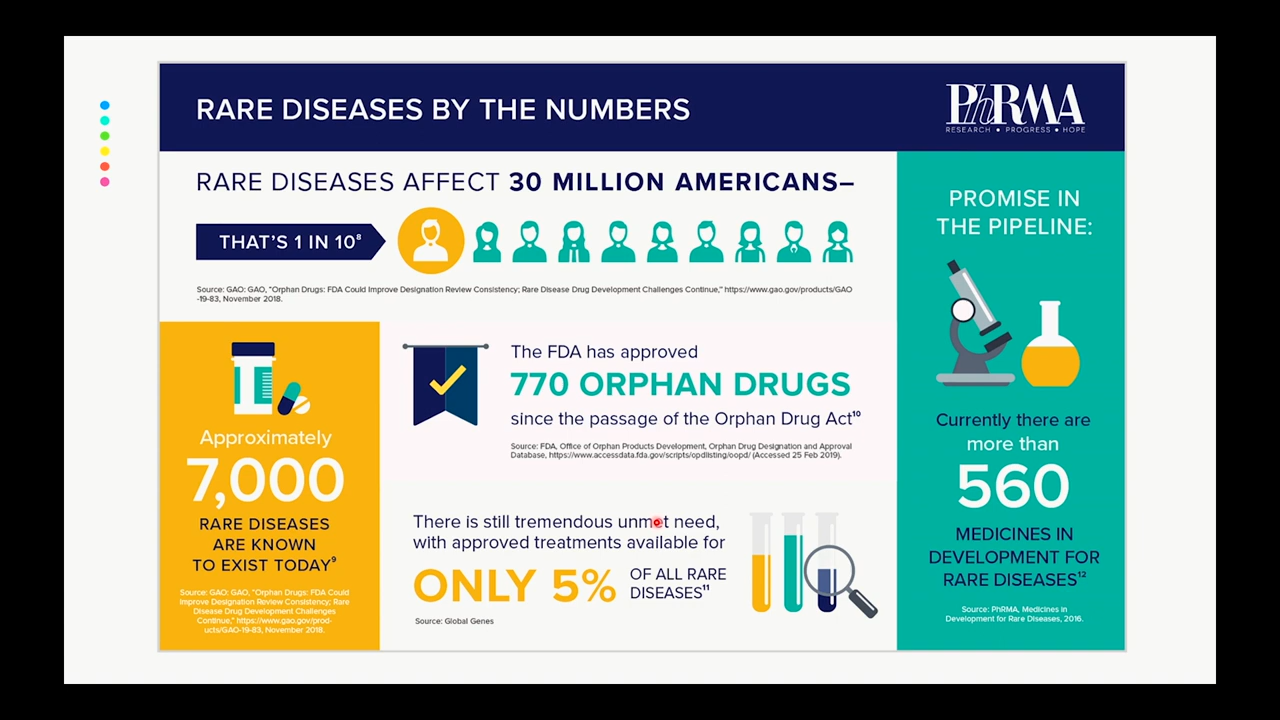 RARE DISEASES BY THE NUMBERS
PhRMA
RESEARCH • PROGRESS • HOPE
RARE DISEASES AFFECT 30 MILLION AMERICANS–
THAT'S 1 IN 10⁸
Source: GAO: GAO, "Orphan Drugs: FDA Could Improve Designation Review Consistency; Rare Disease Drug Development Challenges Continue," https://www.gao.gov/products/GAO
-19-83, November 2018.
Approximately
7,000
RARE DISEASES
ARE KNOWN
TO EXIST TODAY⁹
Source: GAO: GAO, "Orphan Drugs: FDA Could
Improve Designation Review Consistency; Rare
Disease Drug Development Challenges
Continue," https://www.gao.gov/prod-
ucts/GAO-19-83, November 2018.
The FDA has approved
770 ORPHAN DRUGS
since the passage of the Orphan Drug Act¹⁰
Source: FDA, Office of Orphan Products Development, Orphan Drug Designation and Approval
Database, https://www.accessdata.fda.gov/scripts/opdlisting/oopd/ (Accessed 25 Feb 2019).
There is still tremendous unmet need,
with approved treatments available for
ONLY 5% OF ALL RARE
DISEASES¹¹
Source: Global Genes
PROMISE IN
THE PIPELINE:
Currently there are
more than
560
MEDICINES IN
DEVELOPMENT FOR
RARE DISEASES¹²
Source: PhRMA, Medicines in
Development for Rare Diseases, 2016.